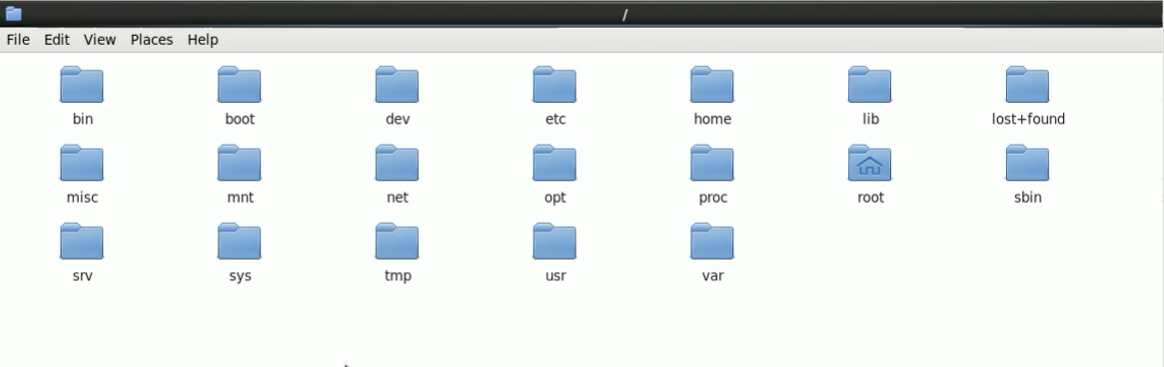 /
File Edit View Places Help
bin boot dev etc home lib lost+found
misc mnt net opt proc root sbin
srv sys tmp usr var